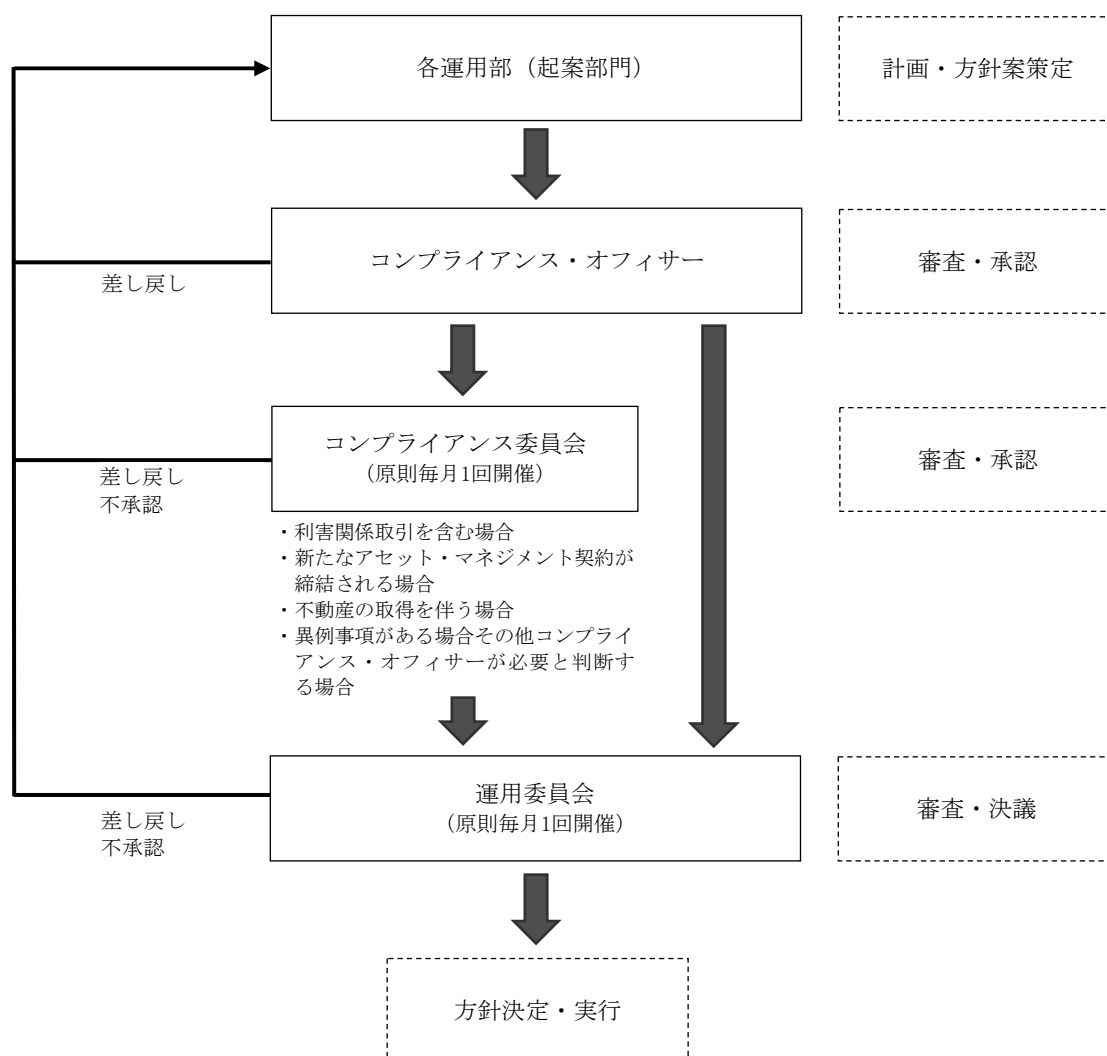 各運用部（起案部門）
計画・方針案策定
コンプライアンス・オフィサー
審査・承認
差し戻し
コンプライアンス委員会
（原則毎月1回開催）
審査・承認
差し戻し
不承認
・利害関係取引を含む場合
・新たなアセット・マネジメント契約が
締結される場合
・不動産の取得を伴う場合
・異例事項がある場合その他コンプライ
アンス・オフィサーが必要と判断す
る場合
運用委員会
（原則毎月1回開催）
審査・決議
差し戻し
不承認
方針決定・実行